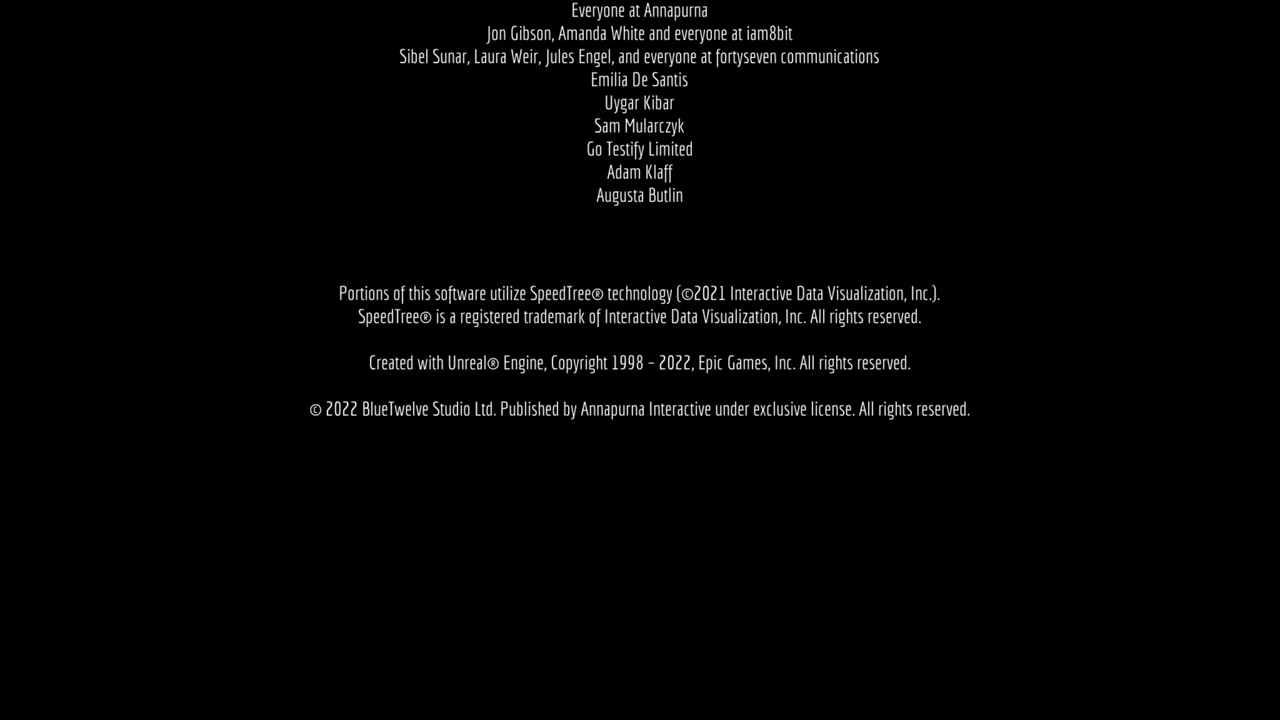 Everyone at Annapurna
Jon Gibson, Amanda White and everyone at iam8bit
Sibel Sunar, Laura Weir, Jules Engel, and everyone at fortyseven communications
Emilia De Santis
Uygar Kibar
Sam Mularczyk
Go Testify Limited
Adam Klaff
Augusta Butlin
Portions of this software utilize SpeedTree® technology (©2021 Interactive Data Visualization, Inc.).
SpeedTree® is a registered trademark of Interactive Data Visualization, Inc. All rights reserved.
Created with Unreal® Engine, Copyright 1998 – 2022, Epic Games, Inc. All rights reserved.
© 2022 BlueTwelve Studio Ltd. Published by Annapurna Interactive under exclusive license. All rights reserved.